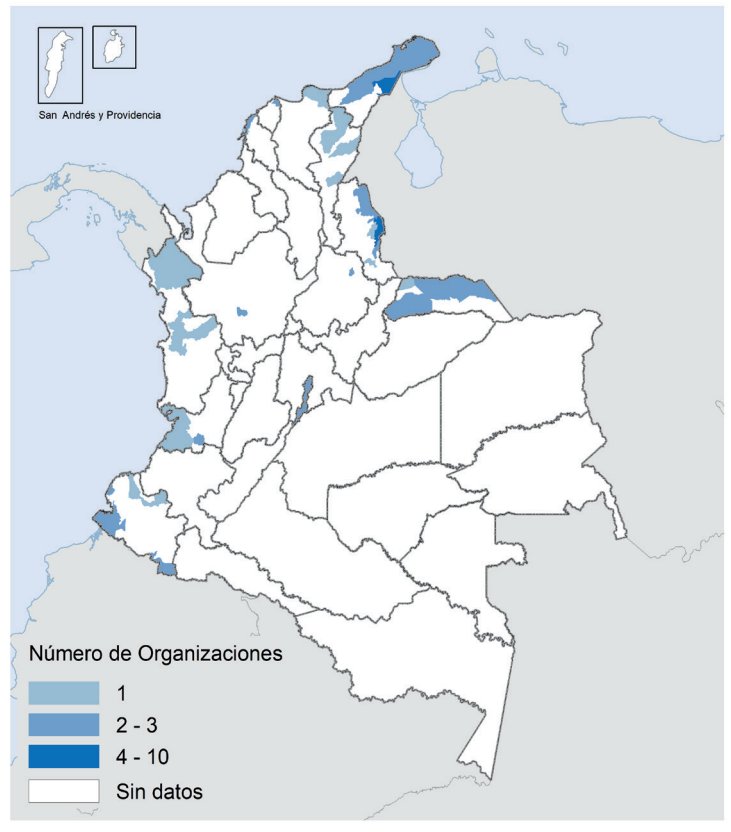 San Andrés y Providencia
Número de Organizaciones
1
2 - 3
4 - 10
Sin datos